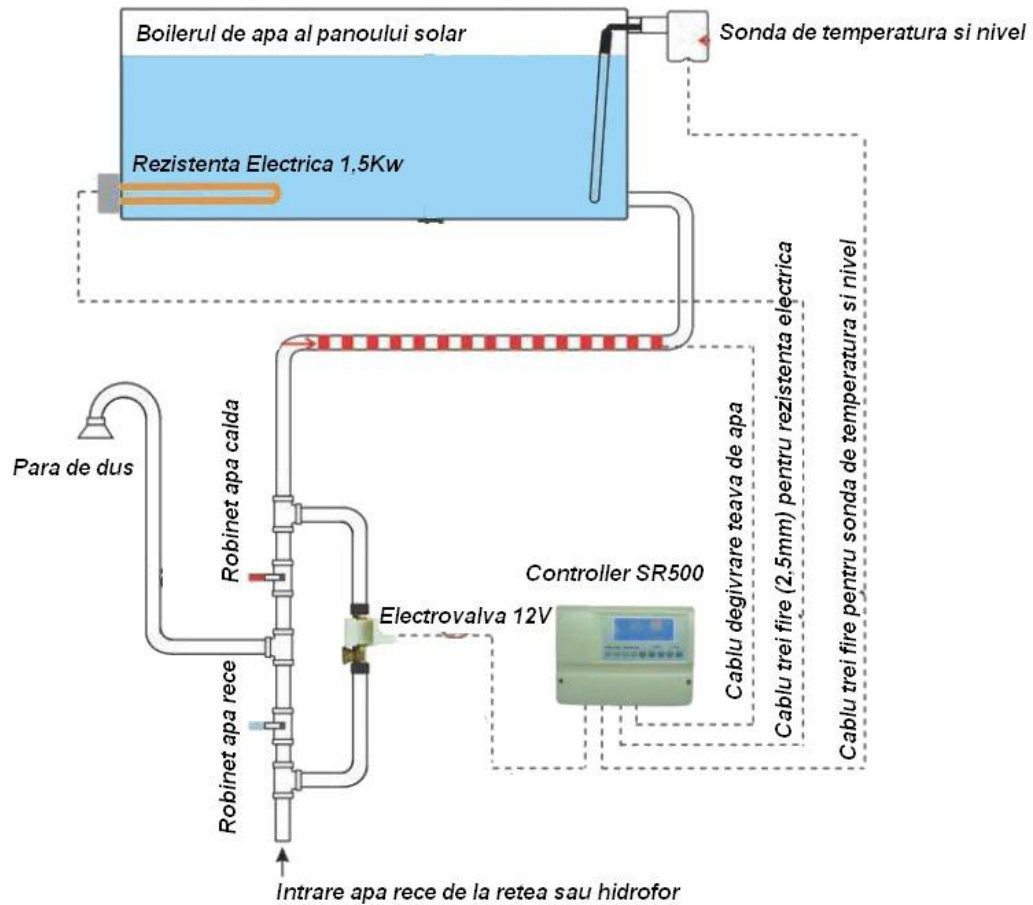 Boilerul de apa al panoului solar
Sonda de temperatura si nivel
Rezistenta Electrica 1,5Kw
Para de dus
Robinet apa calda
Robinet apa rece
Electrovalva 12V
Controller SR500
Cablu degivrare teava de apa
Cablu trei fire (2,5mm) pentru rezistenta electrica
Cablu trei fire pentru sonda de temperatura si nivel
Intrare apa rece de la retea sau hidrofor